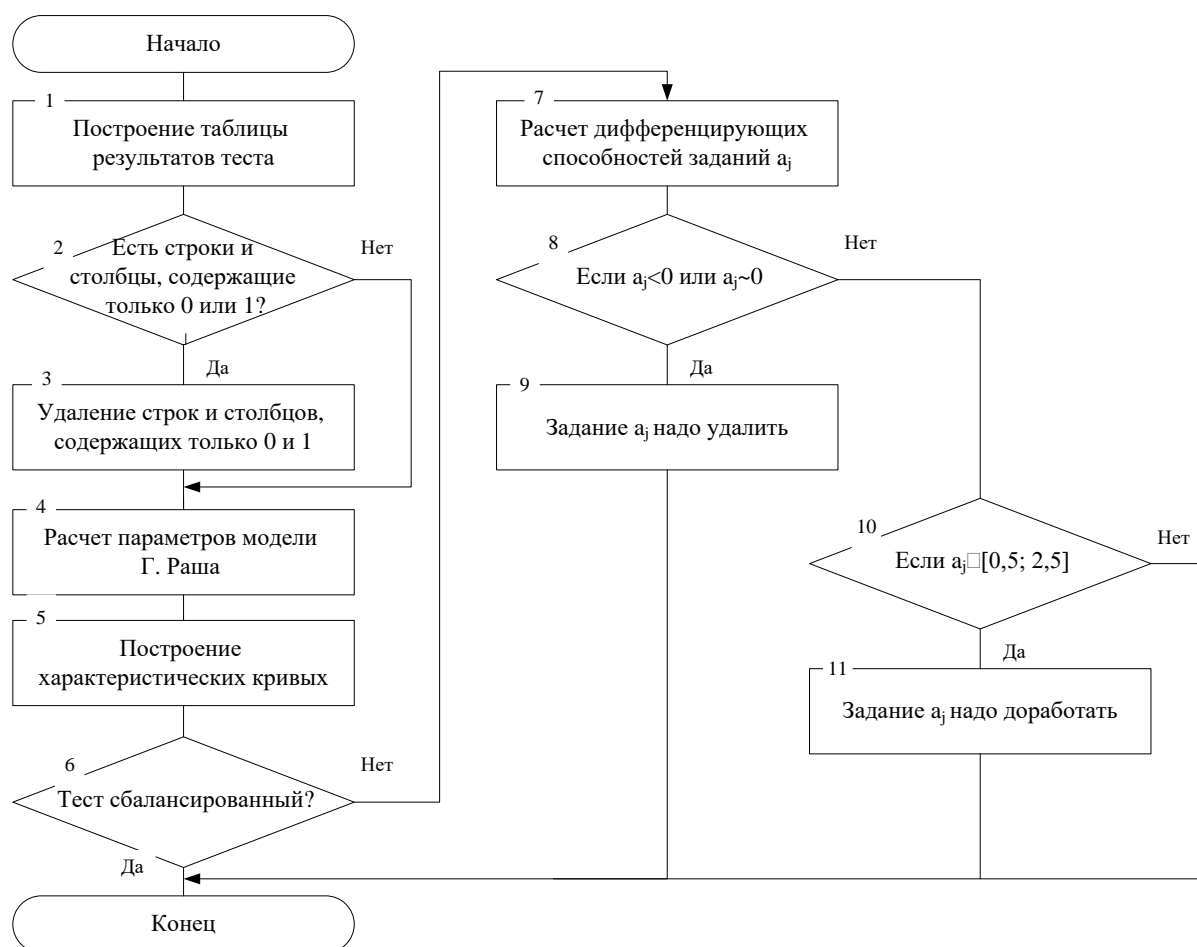 Начало
1
Построение таблицы
результатов теста
2
Есть строки и
столбцы, содержащие
только 0 или 1?
Нет
Да
3
Удаление строк и столбцов,
содержащих только 0 и 1
4
Расчет параметров модели
Г. Раша
5
Построение
характеристических кривых
6
Тест сбалансированный?
Нет
Да
Конец
7
Расчет дифференцирующих
способностей заданий aj
8
Если aj<0 или aj~0
Нет
Да
9
Задание aj надо удалить
10
Если aj□[0,5; 2,5]
Нет
Да
11
Задание aj надо доработать